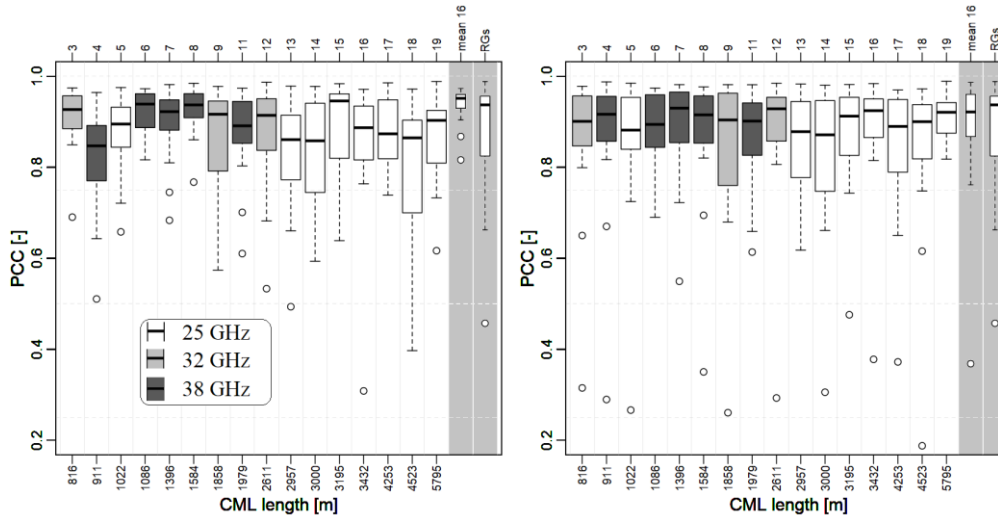 3 4 5 6 7 8 9 11 12 13 14 15 16 17 18 19 mean 16 RGs
1.0
0.8
0.6
0.4
0.2
PCC [-]
25 GHz
32 GHz
38 GHz
816 911 1022 1086 1396 1584 1858 1979 2611 2957 3000 3195 3432 4253 4523 5795
CML length [m]
3 4 5 6 7 8 9 11 12 13 14 15 16 17 18 19 mean 16 RGs
1.0
0.8
0.6
0.4
0.2
PCC [-]
816 911 1022 1086 1396 1584 1858 1979 2611 2957 3000 3195 3432 4253 4523 5795
CML length [m]